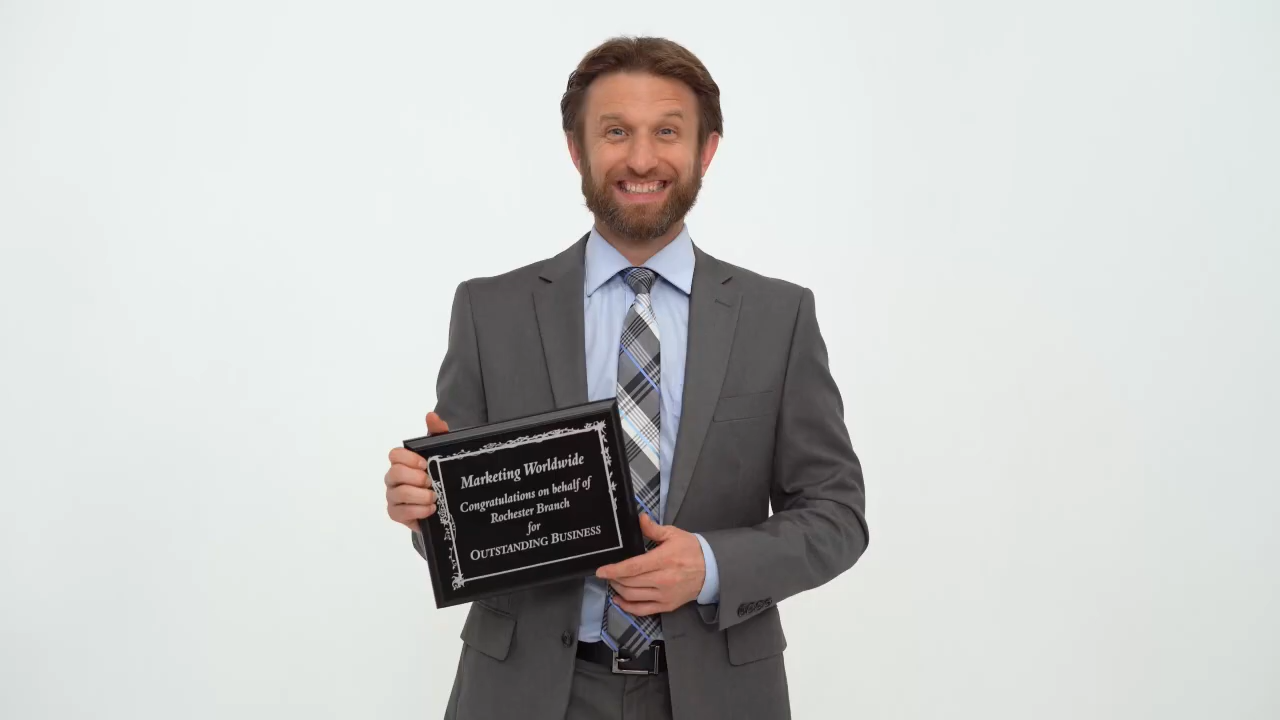 Marketing Worldwide
Congratulations on behalf of
Rochester Branch
for
OUTSTANDING BUSINESS